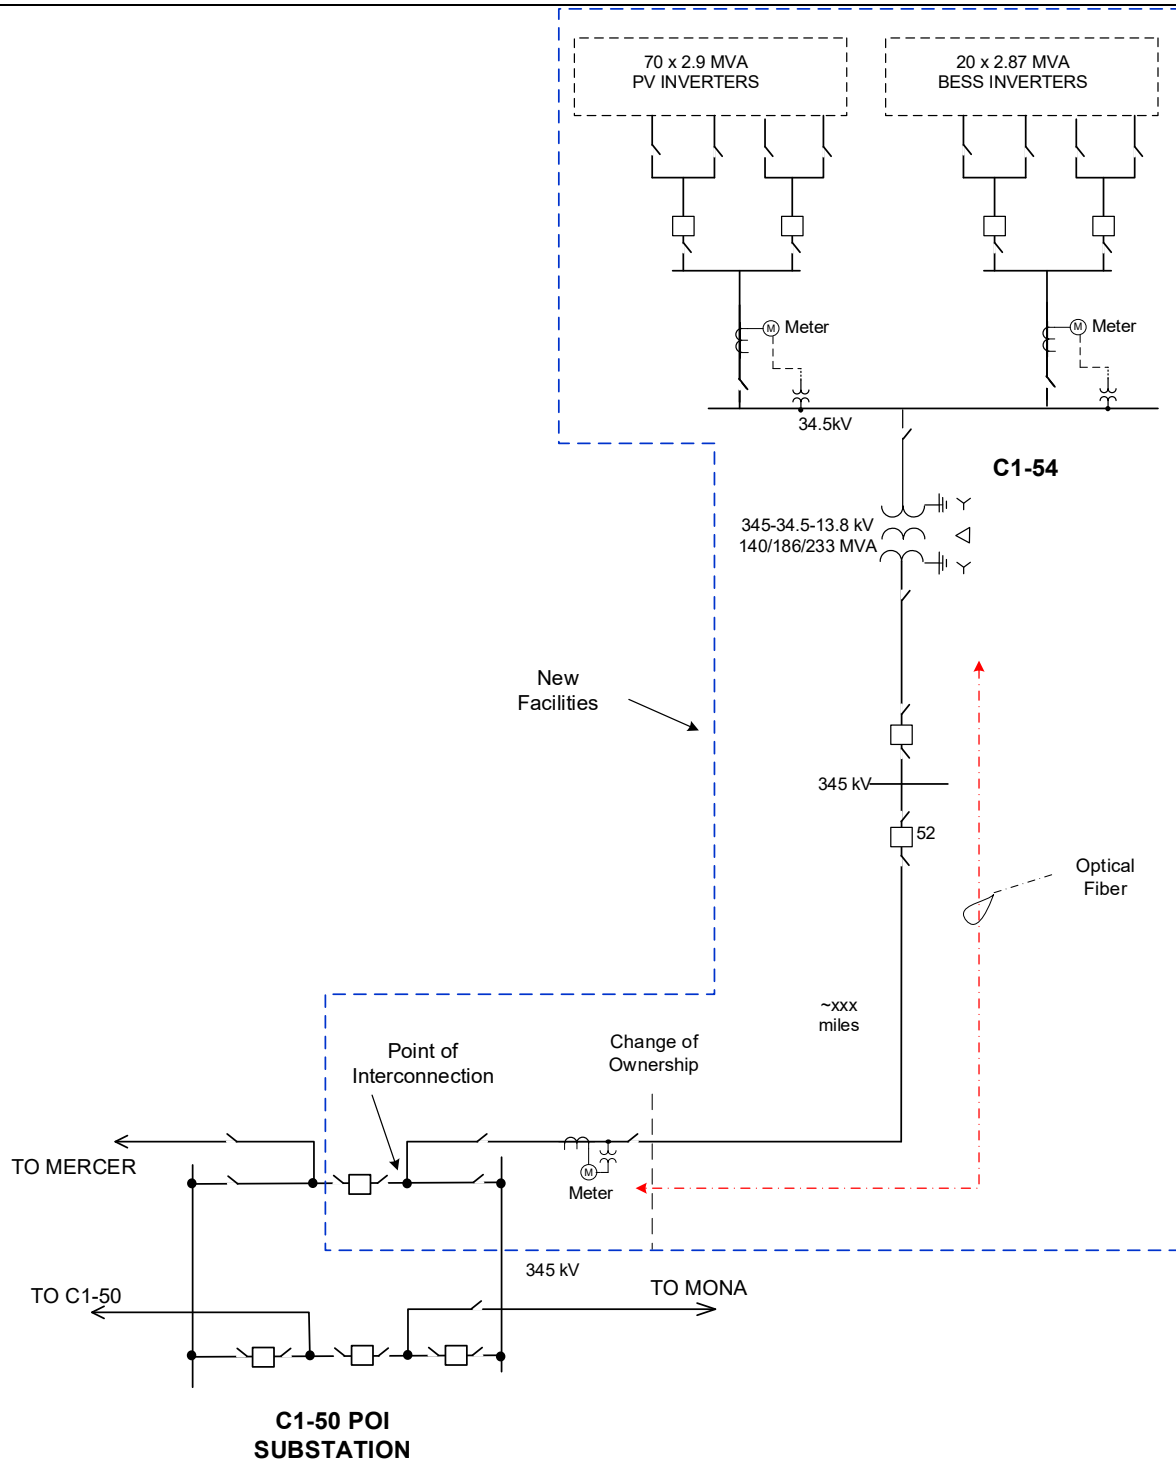 70 x 2.9 MVA
PV INVERTERS
20 x 2.87 MVA
BESS INVERTERS
M Meter
M Meter
34.5kV
C1-54
345-34.5-13.8 kV
140/186/233 MVA
New
Facilities
345 kV
52
Optical
Fiber
~xxx
miles
Change of
Ownership
Point of
Interconnection
TO MERCER
M
Meter
345 kV
TO C1-50
TO MONA
C1-50 POI
SUBSTATION